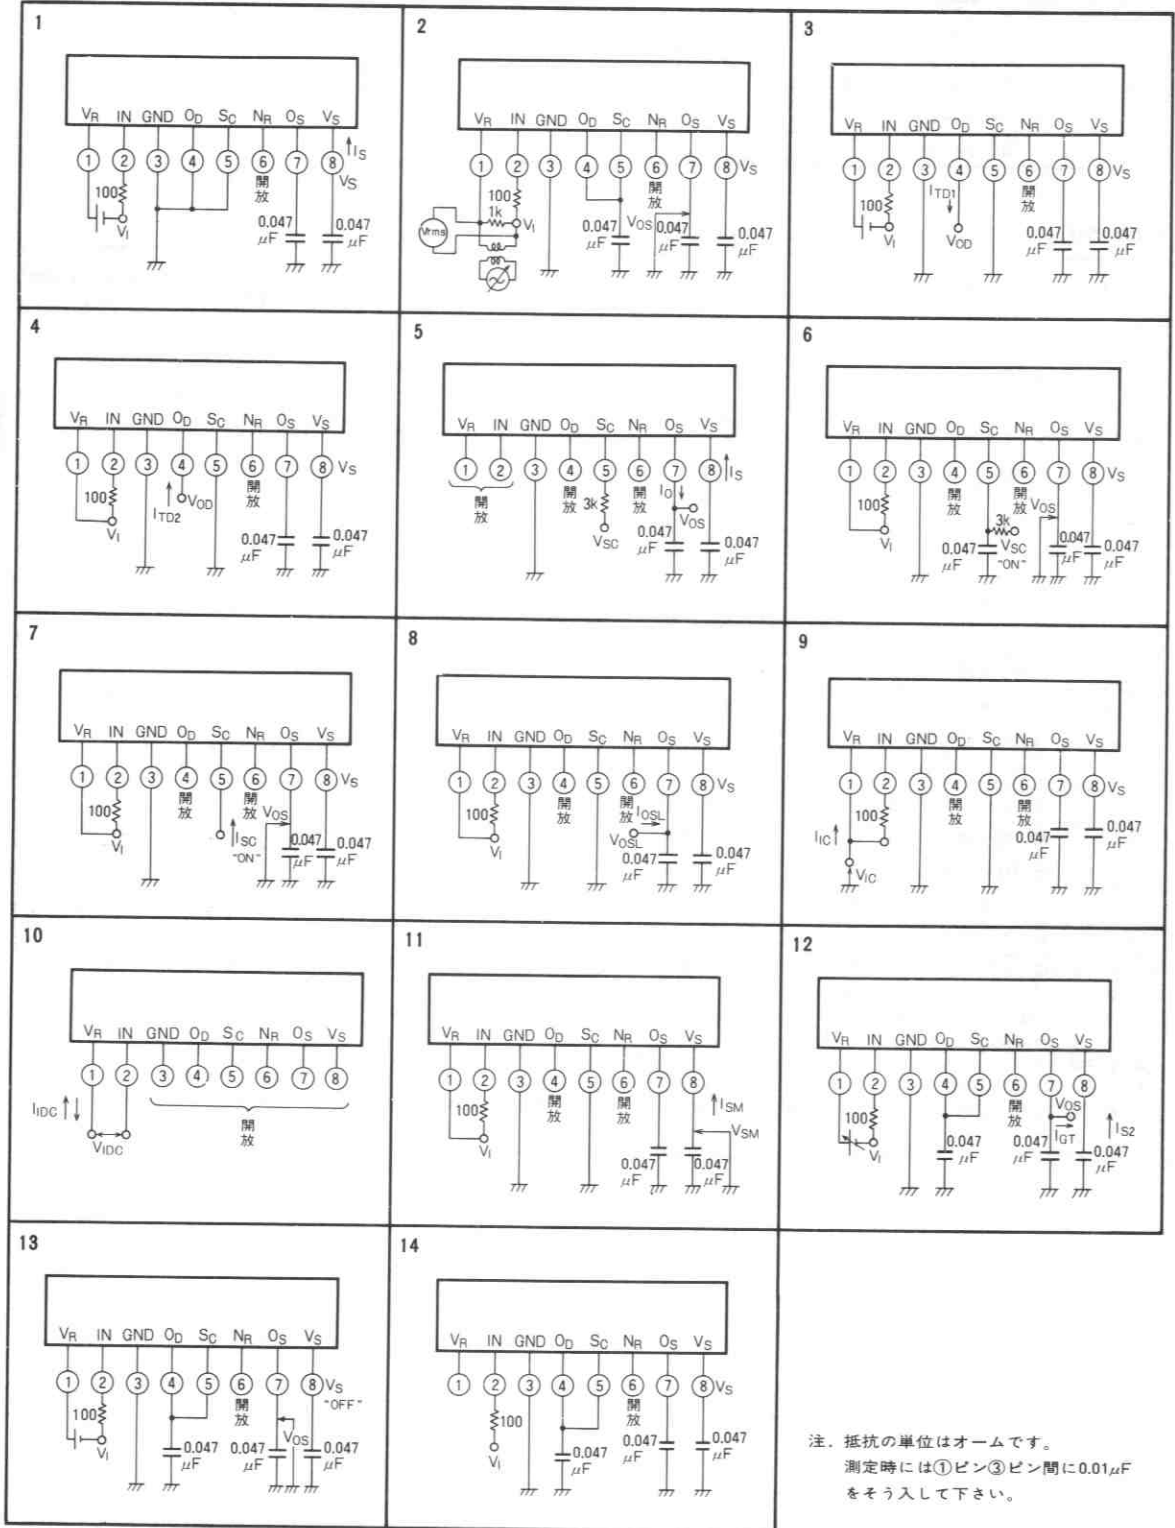 1
VR IN GND OD SC NR OS VS
① ② ③ ④ ⑤ ⑥ ⑦ ⑧ IS
開放 VS
100
VI
0.047 μF 0.047 μF
2
VR IN GND OD SC NR OS VS
① ② ③ ④ ⑤ ⑥ ⑦ ⑧ VS
開放
100
1k
Vrms VI
0.047 μF VOS 0.047 μF 0.047 μF
3
VR IN GND OD SC NR OS VS
① ② ③ ④ ⑤ ⑥ ⑦ ⑧ VS
開放
100 ITD1
VI VOD
0.047 μF 0.047 μF
4
VR IN GND OD SC NR OS VS
① ② ③ ④ ⑤ ⑥ ⑦ ⑧ VS
開放
100 ITD2 VOD
VI
0.047 μF 0.047 μF
5
VR IN GND OD SC NR OS VS
① ② ③ ④ ⑤ ⑥ ⑦ ⑧ IS
開放 開放 3k 開放 IO
VOS
VSC 0.047 μF 0.047 μF
6
VR IN GND OD SC NR OS VS
① ② ③ ④ ⑤ ⑥ ⑦ ⑧ VS
開放 開放
100 VOS
3k
VI 0.047 μF VSC "ON" 0.047 μF 0.047 μF
7
VR IN GND OD SC NR OS VS
① ② ③ ④ ⑤ ⑥ ⑦ ⑧ VS
開放 開放
100 VOS
VI ISC "ON" 0.047 μF 0.047 μF
8
VR IN GND OD SC NR OS VS
① ② ③ ④ ⑤ ⑥ ⑦ ⑧ VS
開放 開放
100 IOSL
VI VOSL
0.047 μF 0.047 μF
9
VR IN GND OD SC NR OS VS
① ② ③ ④ ⑤ ⑥ ⑦ ⑧ VS
開放 開放
100
IIC
VIC
0.047 μF 0.047 μF
10
VR IN GND OD SC NR OS VS
① ② ③ ④ ⑤ ⑥ ⑦ ⑧
IIDC
VIDC
開放
11
VR IN GND OD SC NR OS VS
① ② ③ ④ ⑤ ⑥ ⑦ ⑧
開放 開放 ISM
100 VSM
VI
0.047 μF 0.047 μF
12
VR IN GND OD SC NR OS VS
① ② ③ ④ ⑤ ⑥ ⑦ ⑧
開放 VOS
100 IGT IS2
VI
0.047 μF 0.047 μF 0.047 μF
13
VR IN GND OD SC NR OS VS
① ② ③ ④ ⑤ ⑥ ⑦ ⑧ VS
開放 "OFF"
100 VOS
VI
0.047 μF 0.047 μF 0.047 μF
14
VR IN GND OD SC NR OS VS
① ② ③ ④ ⑤ ⑥ ⑦ ⑧ VS
開放
100
VI
0.047 μF 0.047 μF 0.047 μF
注. 抵抗の単位はオームです。
測定時には①ピン③ピン間に0.01μF
をそう入して下さい。